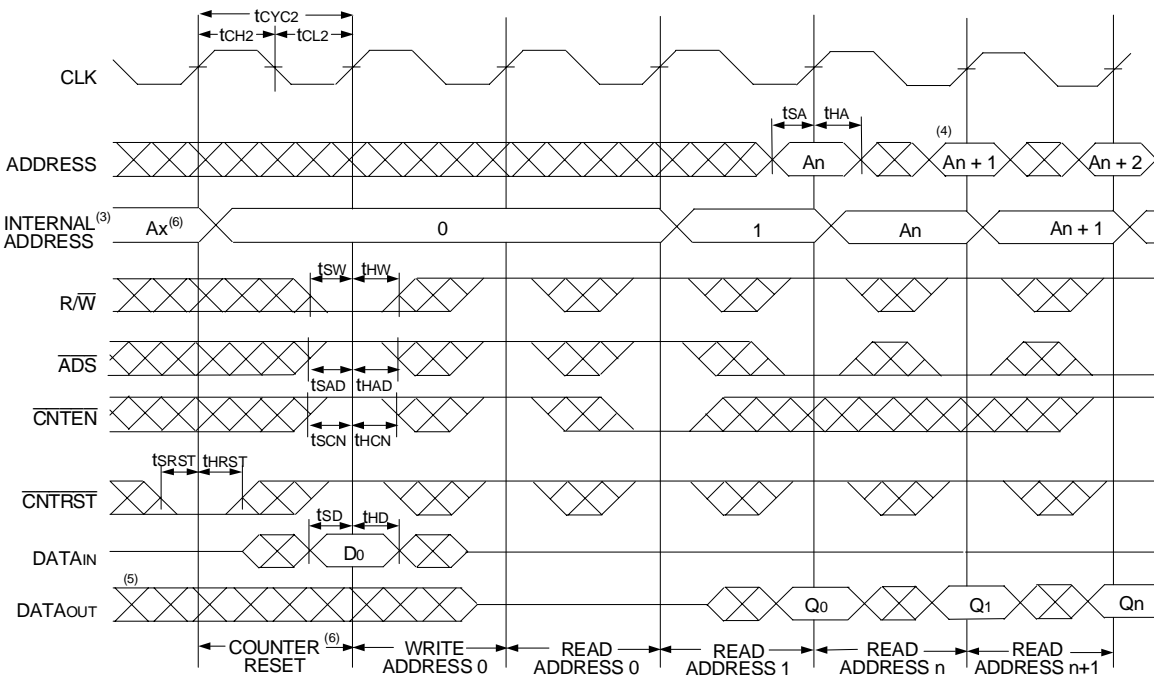 tCYC2
tCH2 tCL2
CLK
tSA tHA
ADDRESS An (4) An + 1 An + 2
INTERNAL (3)
ADDRESS Ax(6) 0 1 An An + 1
tSW tHW
R/W̅
A̅D̅S̅
tSAD tHAD
C̅N̅T̅E̅N̅
tSCN tHCN
tSRST tHRST
C̅N̅T̅R̅S̅T̅
tSD tHD
DATAIN D0
(5)
DATAOUT Q0 Q1 Qn
COUNTER (6)
RESET
WRITE
ADDRESS 0
READ
ADDRESS 0
READ
ADDRESS 1
READ
ADDRESS n
READ
ADDRESS n+1